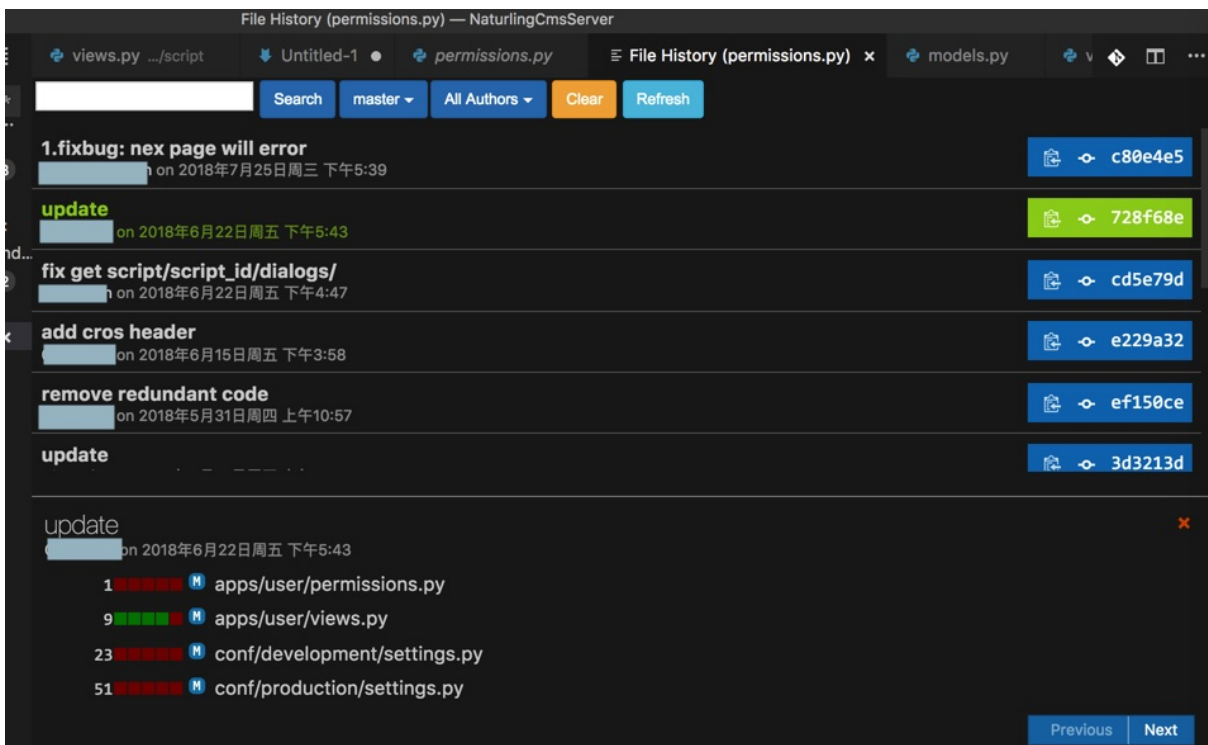 File History (permissions.py) — NaturlingCmsServer
views.py .../script Untitled-1 ● permissions.py File History (permissions.py) × models.py v ...
Search master All Authors Clear Refresh
1.fixbug: nex page will error
on 2018年7月25日周三 下午5:39
c80e4e5
update
on 2018年6月22日周五 下午5:43
728f68e
nd...
fix get script/script_id/dialogs/
on 2018年6月22日周五 下午4:47
cd5e79d
add cros header
on 2018年6月15日周五 下午3:58
e229a32
remove redundant code
on 2018年5月31日周四 上午10:57
ef150ce
update
3d3213d
update
on 2018年6月22日周五 下午5:43
1 M apps/user/permissions.py
9 M apps/user/views.py
23 M conf/development/settings.py
51 M conf/production/settings.py
Previous Next